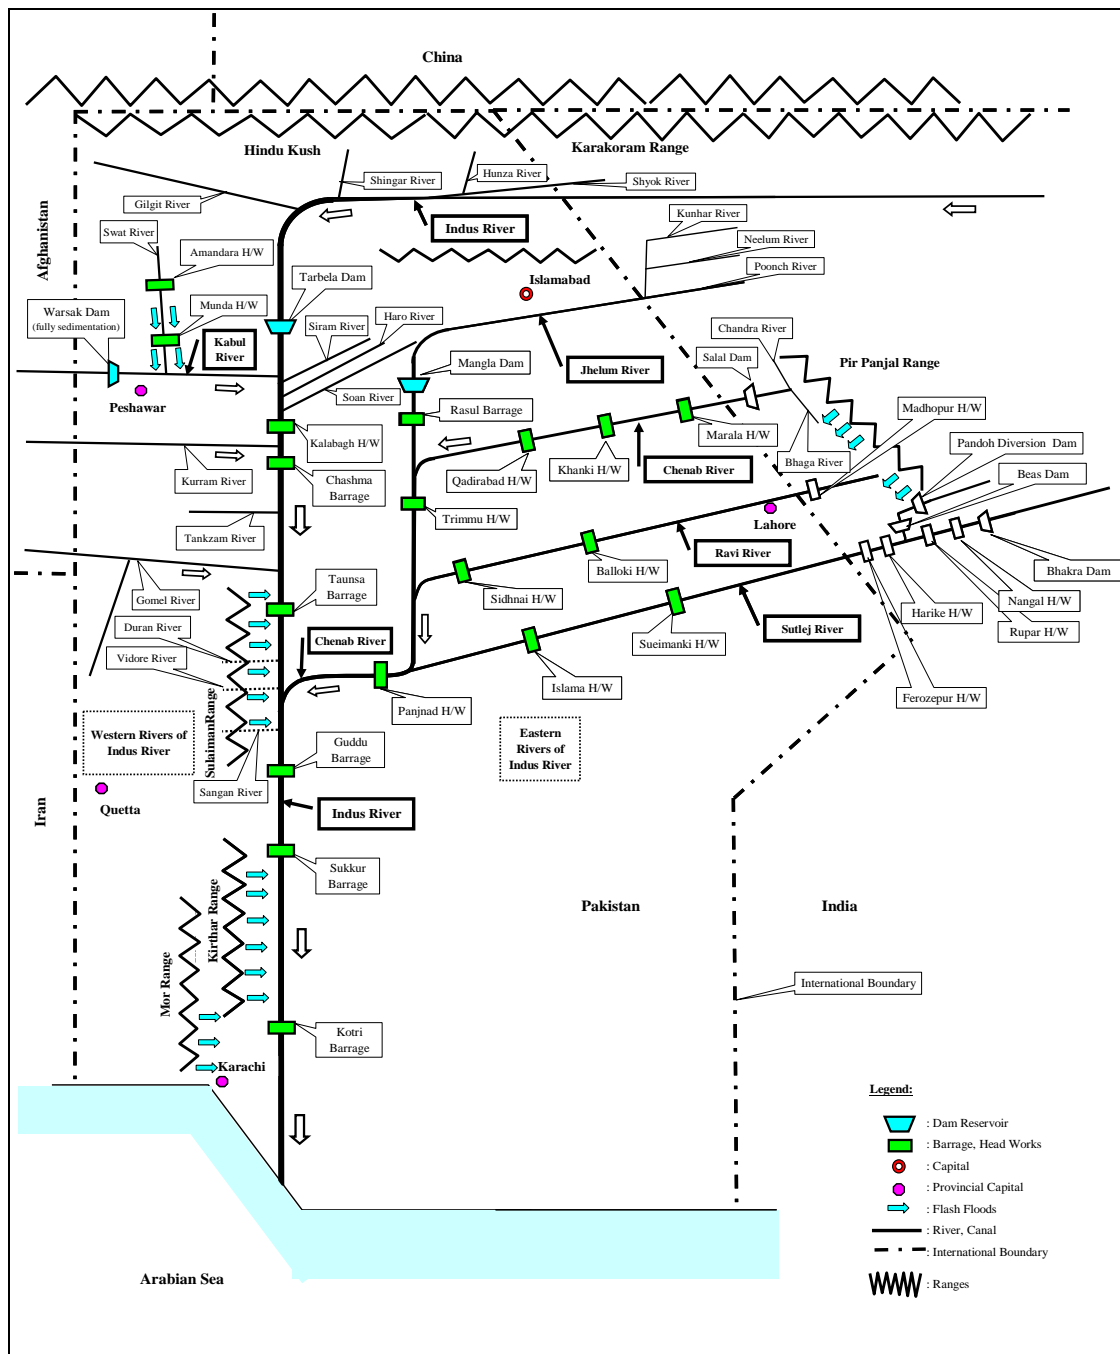 China
Hindu Kush
Karakoram Range
Shingar River
Hunza River
Shyok River
Gilgit River
Indus River
Kunhar River
Swat River
Neelum River
Amandara H/W
Poonch River
Afghanistan
Tarbela Dam
Islamabad
Warsak Dam
(fully sedimentation)
Munda H/W
Siram River
Haro River
Chandra River
Kabul
River
Mangla Dam
Salal Dam
Pir Panjal Range
Jhelum River
Soan River
Peshawar
Rasul Barrage
Madhopur H/W
Kalabagh H/W
Marala H/W
Pandoh Diversion Dam
Khanki H/W
Chenab River
Bhaga River
Beas Dam
Kurram River
Chashma
Barrage
Qadirabad H/W
Trimmu H/W
Lahore
Tankzam River
Ravi River
Balloki H/W
Bhakra Dam
Taunsa
Barrage
Gomel River
Sidhnai H/W
Nangal H/W
Harike H/W
Duran River
Chenab River
Sueimanki H/W
Sutlej River
Rupar H/W
Vidore River
Islama H/W
Ferozepur H/W
Panjnad H/W
SulaimanRange
Western Rivers of
Indus River
Guddu
Barrage
Eastern
Rivers of
Indus River
Sangan River
Quetta
Iran
Indus River
Sukkur
Barrage
Kirthar Range
Pakistan
India
Mor Range
International Boundary
Kotri
Barrage
Karachi
Legend:
: Dam Reservoir
: Barrage, Head Works
: Capital
: Provincial Capital
: Flash Floods
: River, Canal
: International Boundary
: Ranges
Arabian Sea